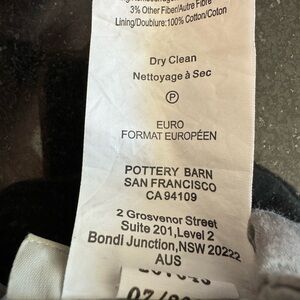 3% Other Fiber/Autre Fibre
Lining/Doublure:100% Cotton/Coton
Dry Clean
Nettoyage à Sec
P
EURO
FORMAT EUROPÉEN
POTTERY BARN
SAN FRANCISCO
CA 94109
2 Grosvenor Street
Suite 201,Level 2
Bondi Junction,NSW 20222
AUS